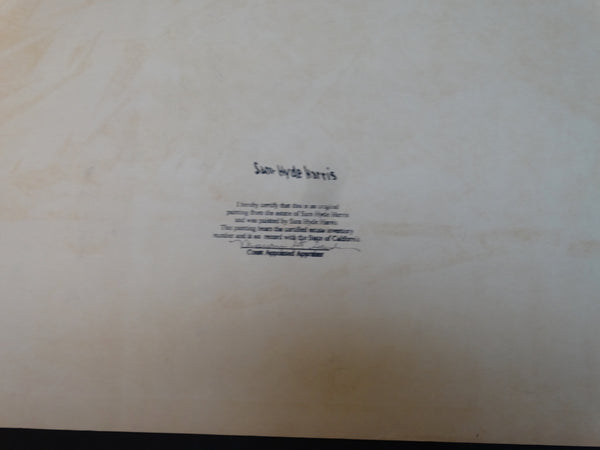 Sam Hyde Harris
I hereby certify that this is an original
painting from the estate of Sam Hyde Harris
and was painted by Sam Hyde Harris.
This painting bears the certified estate inventory
number and is on record with the State of California.
Court Appointed Appraiser